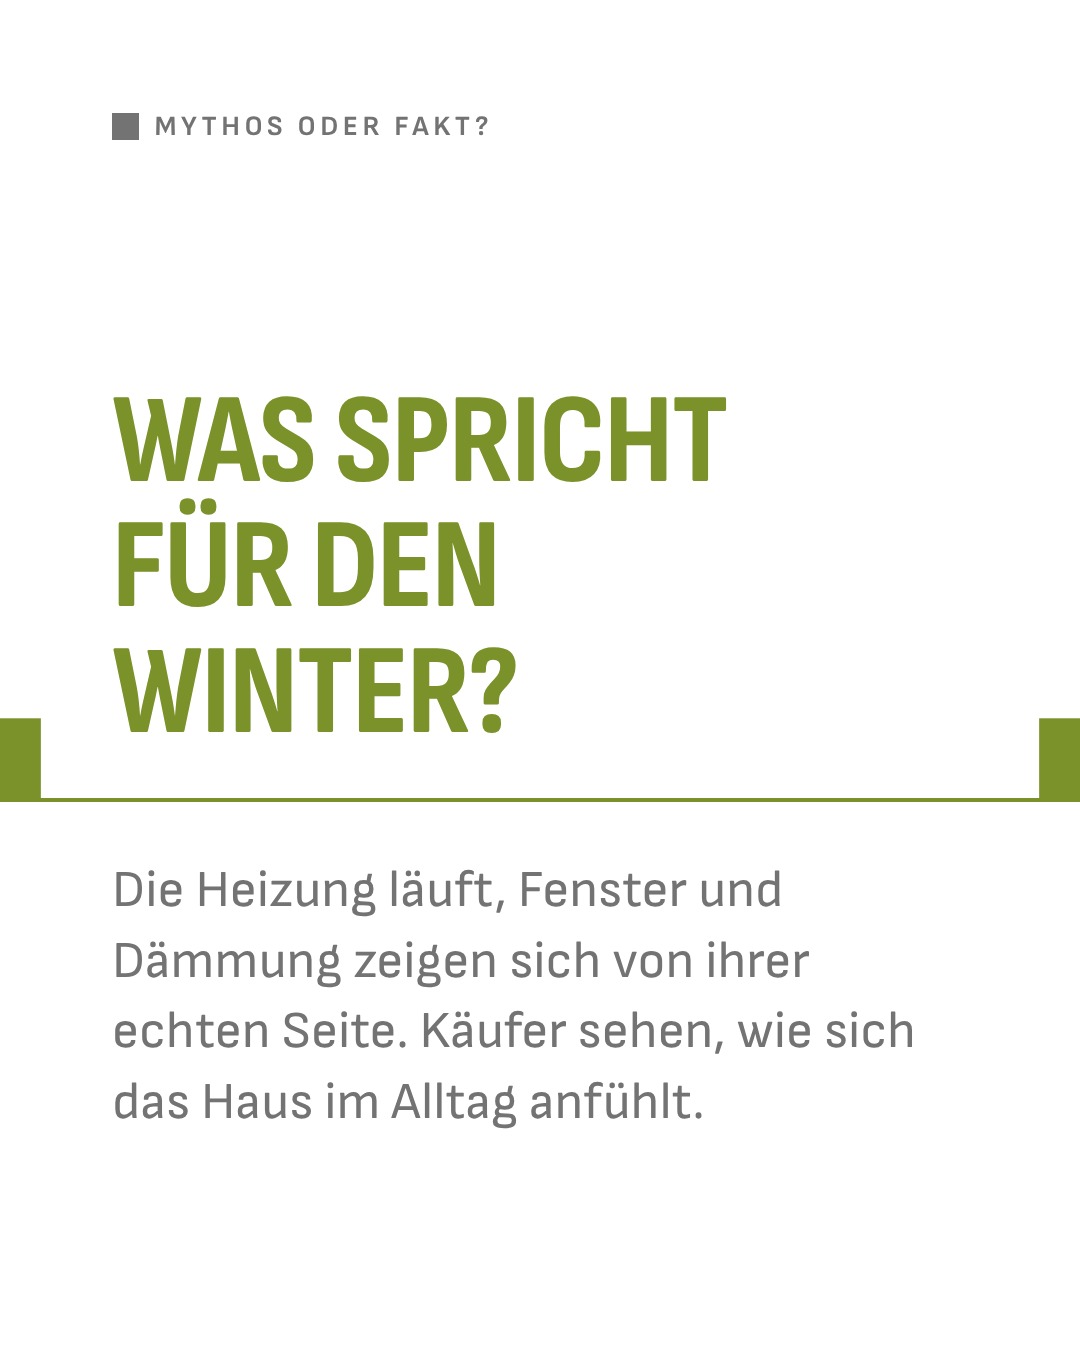 MYTHOS ODER FAKT?
WAS SPRICHT
FÜR DEN
WINTER?
Die Heizung läuft, Fenster und
Dämmung zeigen sich von ihrer
echten Seite. Käufer sehen, wie sich
das Haus im Alltag anfühlt.